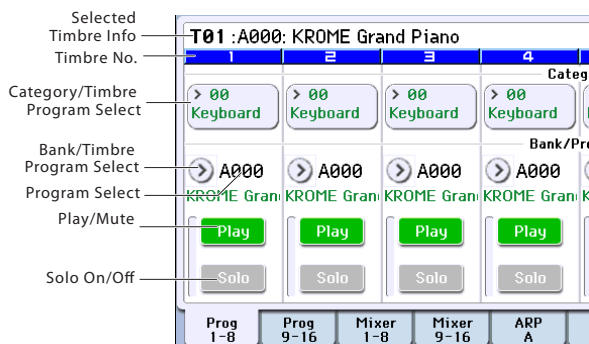 Selected
Timbre Info
T01 :A000: KROME Grand Piano
Timbre No.
1 2 3 4
Categ
Category/Timbre
Program Select
> 00 > 00 > 00 > 00
Keyboard Keyboard Keyboard Keyboard
Bank/Pro
Bank/Timbre
Program Select
> A000 > A000 > A000 > A000
Program Select
KROME Gran KROME Gran KROME Gran KROME Gran
Play/Mute
Play Play Play Play
Solo On/Off
Solo Solo Solo Solo
Prog Prog Mixer Mixer ARP
1-8 9-16 1-8 9-16 A